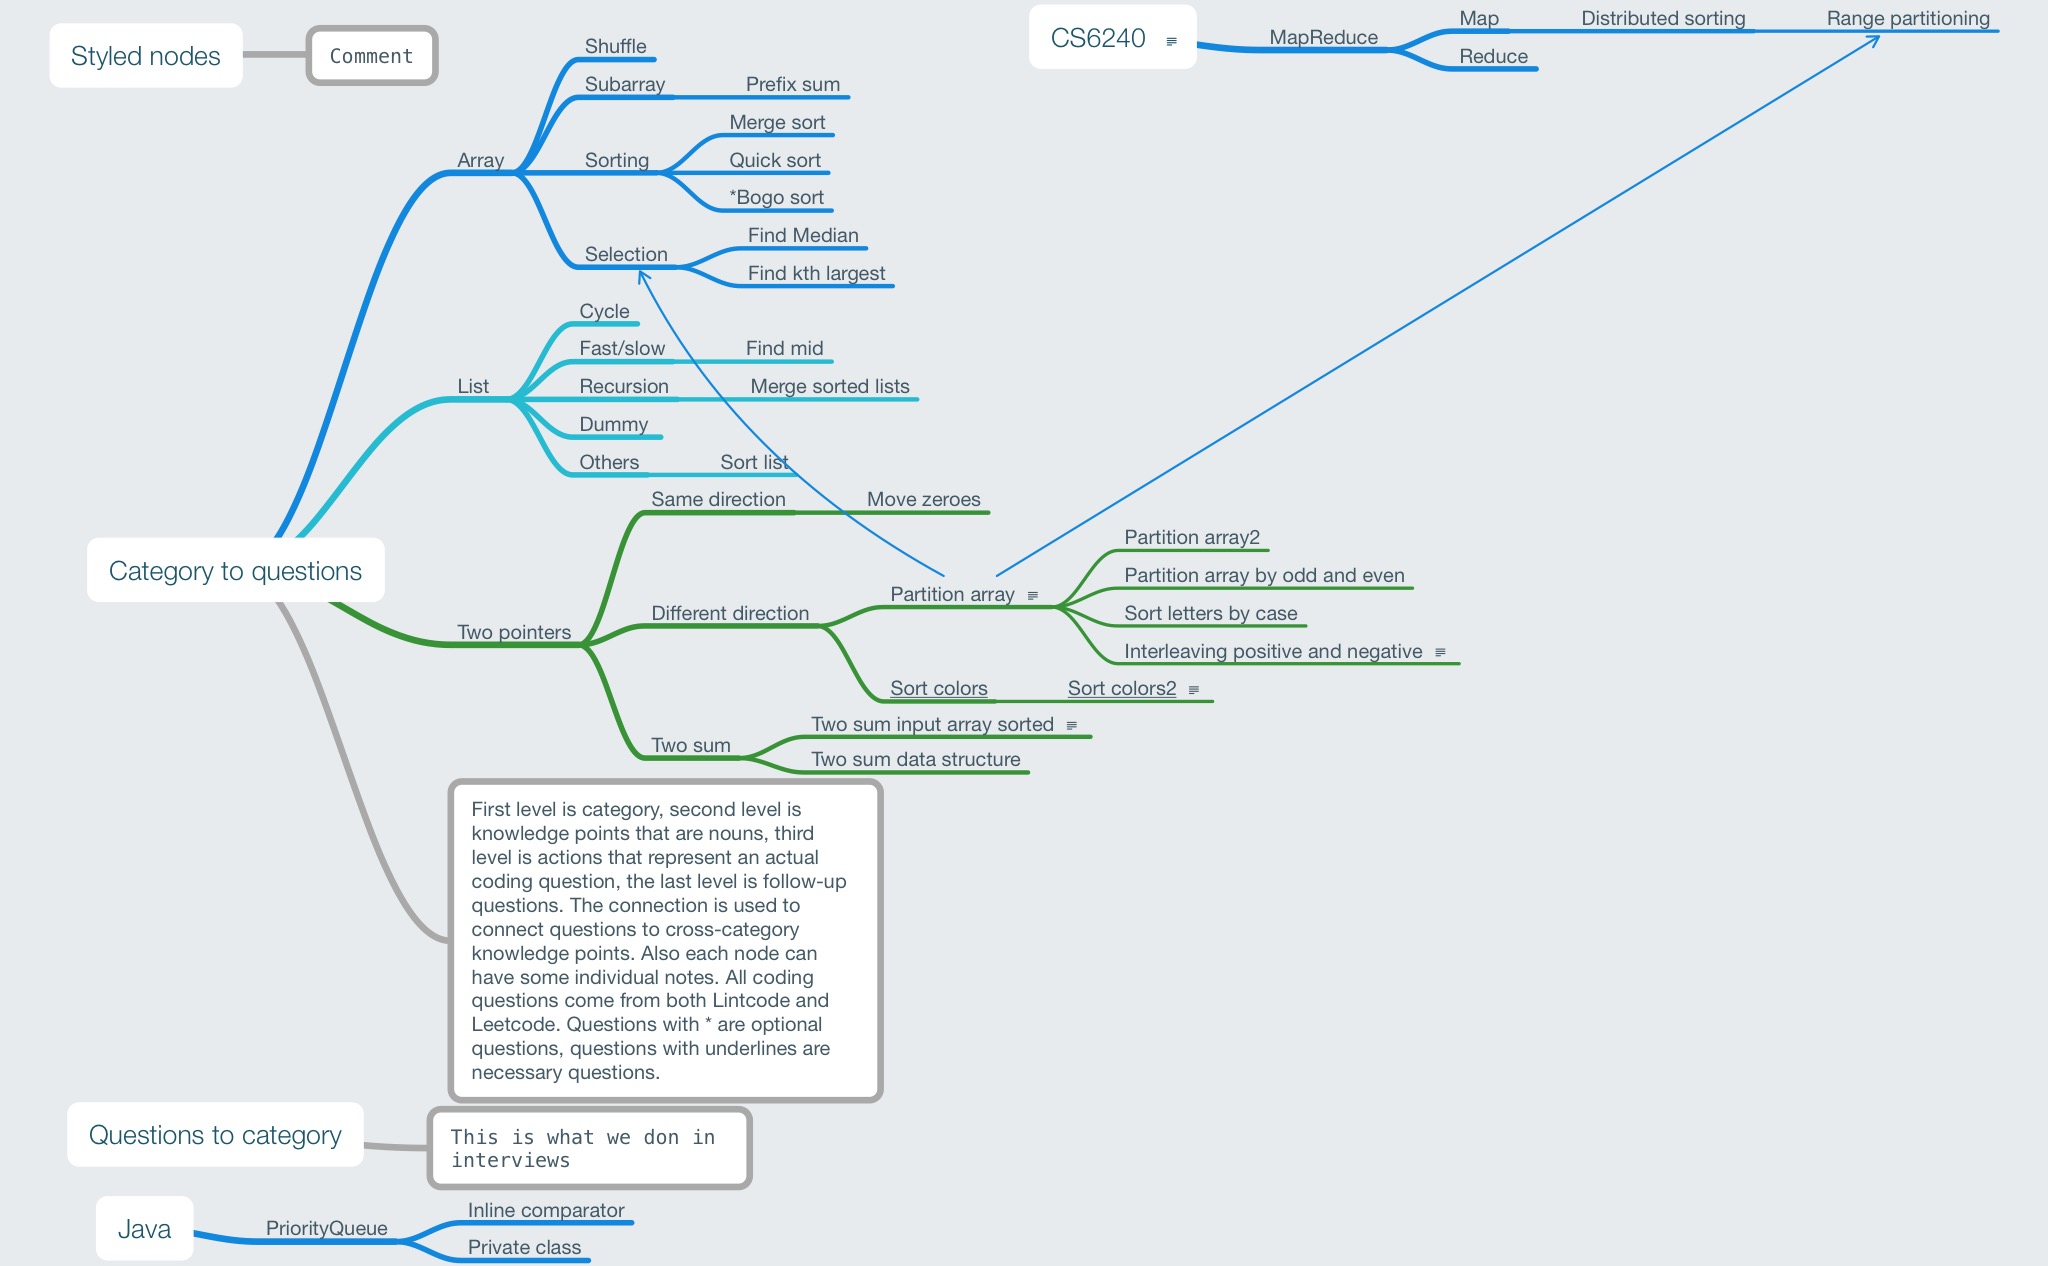 Styled nodes
Comment
CS6240
MapReduce
Map
Distributed sorting
Range partitioning
Reduce
Category to questions
Array
Shuffle
Subarray
Prefix sum
Sorting
Merge sort
Quick sort
*Bogo sort
Selection
Find Median
Find kth largest
List
Cycle
Fast/slow
Find mid
Recursion
Merge sorted lists
Dummy
Others
Sort list
Two pointers
Same direction
Move zeroes
Different direction
Partition array
Partition array2
Partition array by odd and even
Sort letters by case
Interleaving positive and negative
Sort colors
Sort colors2
Two sum
Two sum input array sorted
Two sum data structure
First level is category, second level is
knowledge points that are nouns, third
level is actions that represent an actual
coding question, the last level is follow-up
questions. The connection is used to
connect questions to cross-category
knowledge points. Also each node can
have some individual notes. All coding
questions come from both Lintcode and
Leetcode. Questions with * are optional
questions, questions with underlines are
necessary questions.
Questions to category
This is what we don in
interviews
Java
PriorityQueue
Inline comparator
Private class